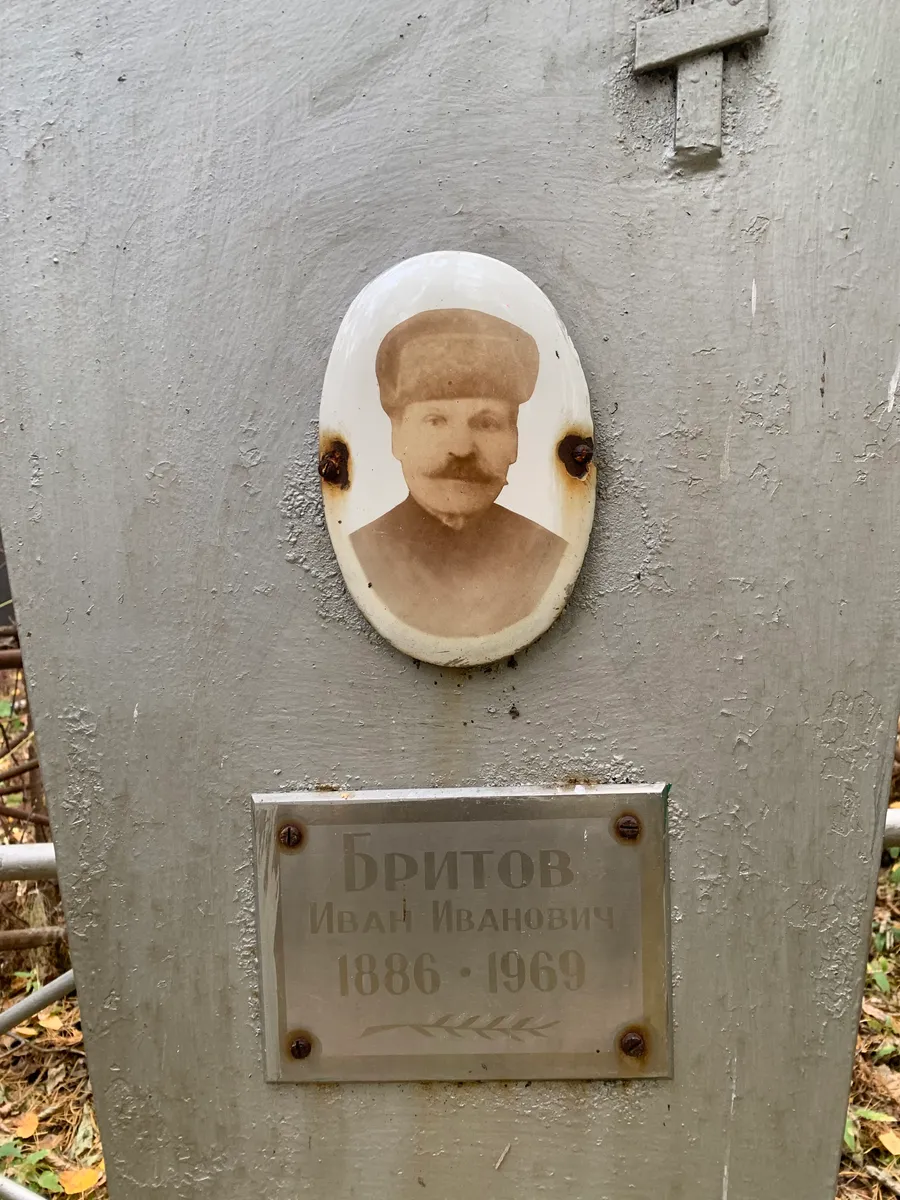 Бритов
Иван Иванович
1886 • 1969